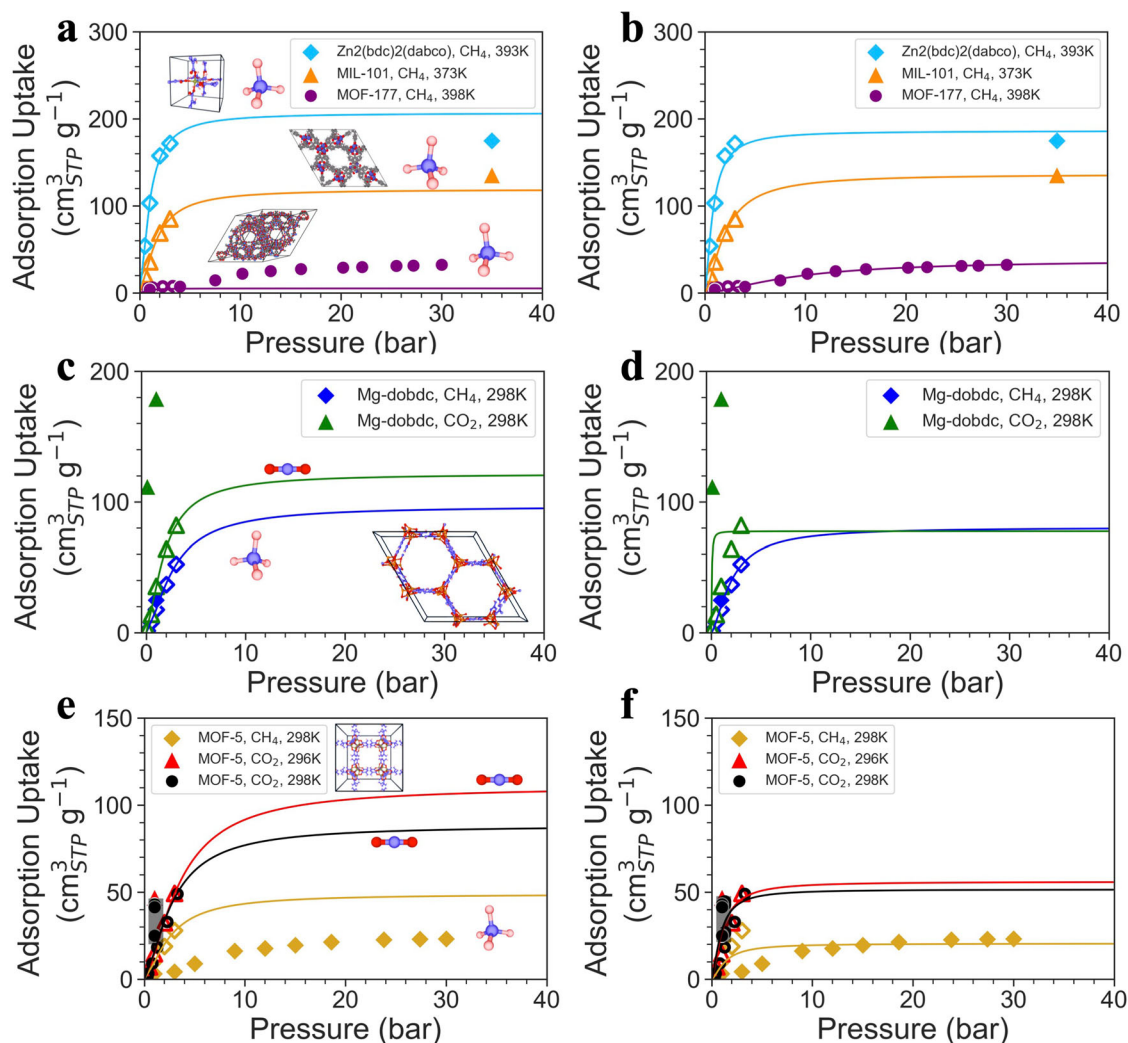 a
300
200
100
0
Adsorption Uptake
(cm³STP g⁻¹)
Zn2(bdc)2(dabco), CH₄, 393K
MIL-101, CH₄, 373K
MOF-177, CH₄, 398K
0 10 20 30 40
Pressure (bar)
b
300
200
100
0
Adsorption Uptake
(cm³STP g⁻¹)
Zn2(bdc)2(dabco), CH₄, 393K
MIL-101, CH₄, 373K
MOF-177, CH₄, 398K
0 10 20 30 40
Pressure (bar)
c
200
100
0
Adsorption Uptake
(cm³STP g⁻¹)
Mg-dobdc, CH₄, 298K
Mg-dobdc, CO₂, 298K
0 10 20 30 40
Pressure (bar)
d
200
100
0
Adsorption Uptake
(cm³STP g⁻¹)
Mg-dobdc, CH₄, 298K
Mg-dobdc, CO₂, 298K
0 10 20 30 40
Pressure (bar)
e
150
100
50
0
Adsorption Uptake
(cm³STP g⁻¹)
MOF-5, CH₄, 298K
MOF-5, CO₂, 296K
MOF-5, CO₂, 298K
0 10 20 30 40
Pressure (bar)
f
150
100
50
0
Adsorption Uptake
(cm³STP g⁻¹)
MOF-5, CH₄, 298K
MOF-5, CO₂, 296K
MOF-5, CO₂, 298K
0 10 20 30 40
Pressure (bar)